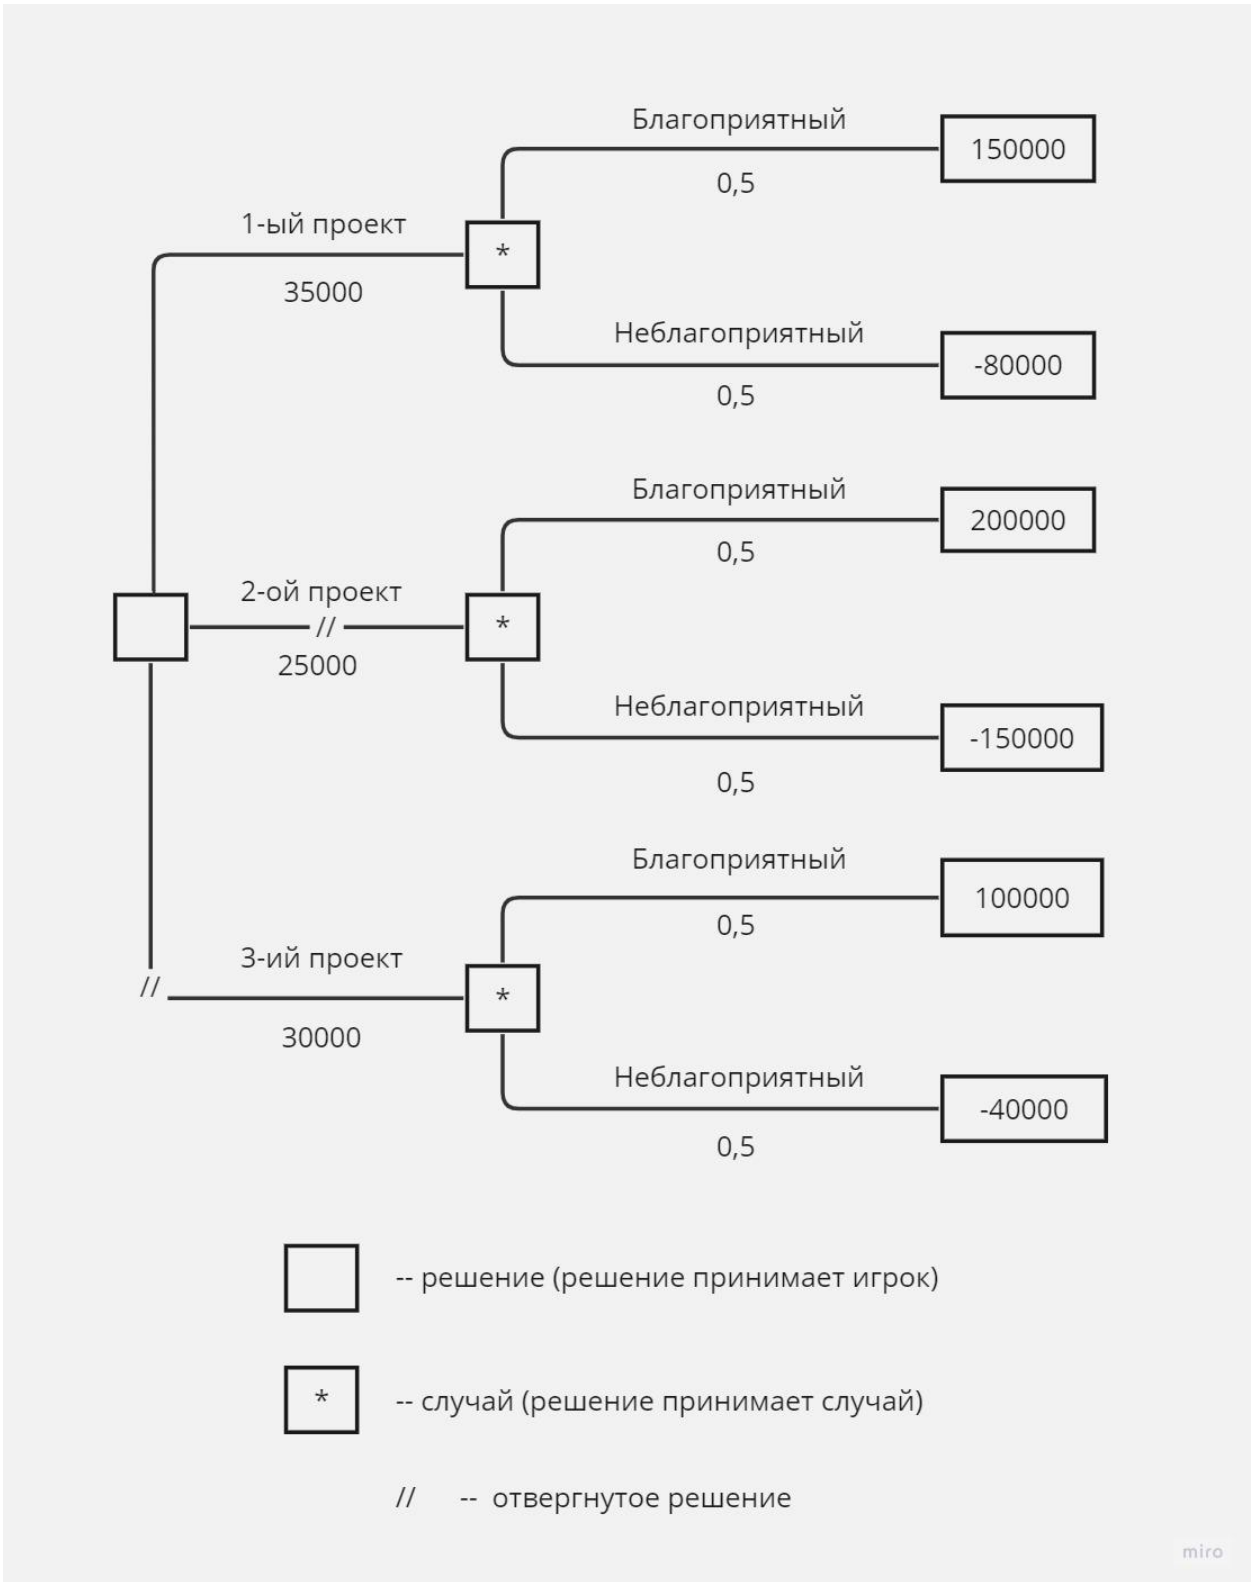 Благоприятный
150000
0,5
1-ый проект
*
35000
Неблагоприятный
-80000
0,5
Благоприятный
200000
0,5
2-ой проект
//
*
25000
Неблагоприятный
-150000
0,5
Благоприятный
100000
0,5
3-ий проект
//
*
30000
Неблагоприятный
-40000
0,5
-- решение (решение принимает игрок)
* -- случай (решение принимает случай)
// -- отвергнутое решение
miro